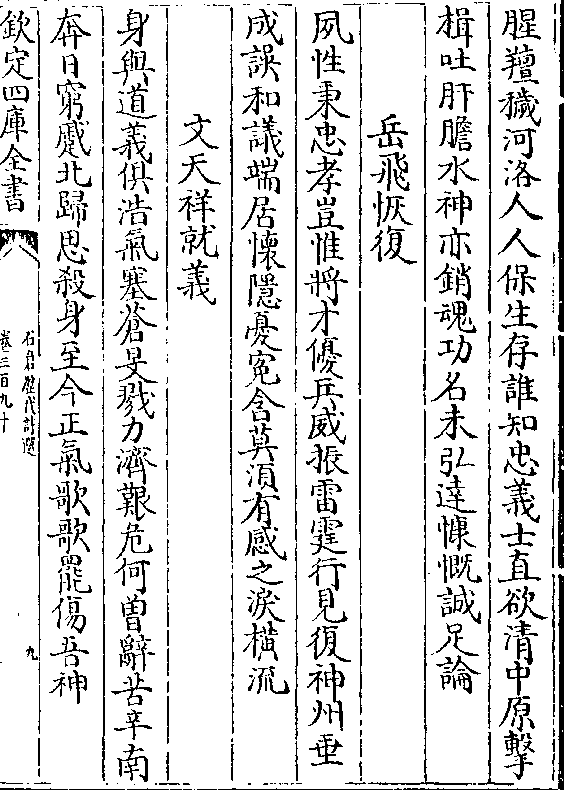 腥羶穢河洛人人保生存誰知忠義士直欲清中原擊
楫吐肝膽水神亦銷魂功名未弘達慷慨誠足論
岳飛恢復
夙性秉忠孝豈惟將才優兵威振雷霆行見復神州垂
成誤和議端居懷隱憂冤含莫須有感之淚橫流
文天祥就義
身與道義俱浩氣塞蒼旻戮力濟艱危何曽辭苦辛南
奔日窮蹙北歸思殺身至今正氣歌歌罷傷吾神
欽定四庫全書
石倉歴代詩選
卷三百九十
九